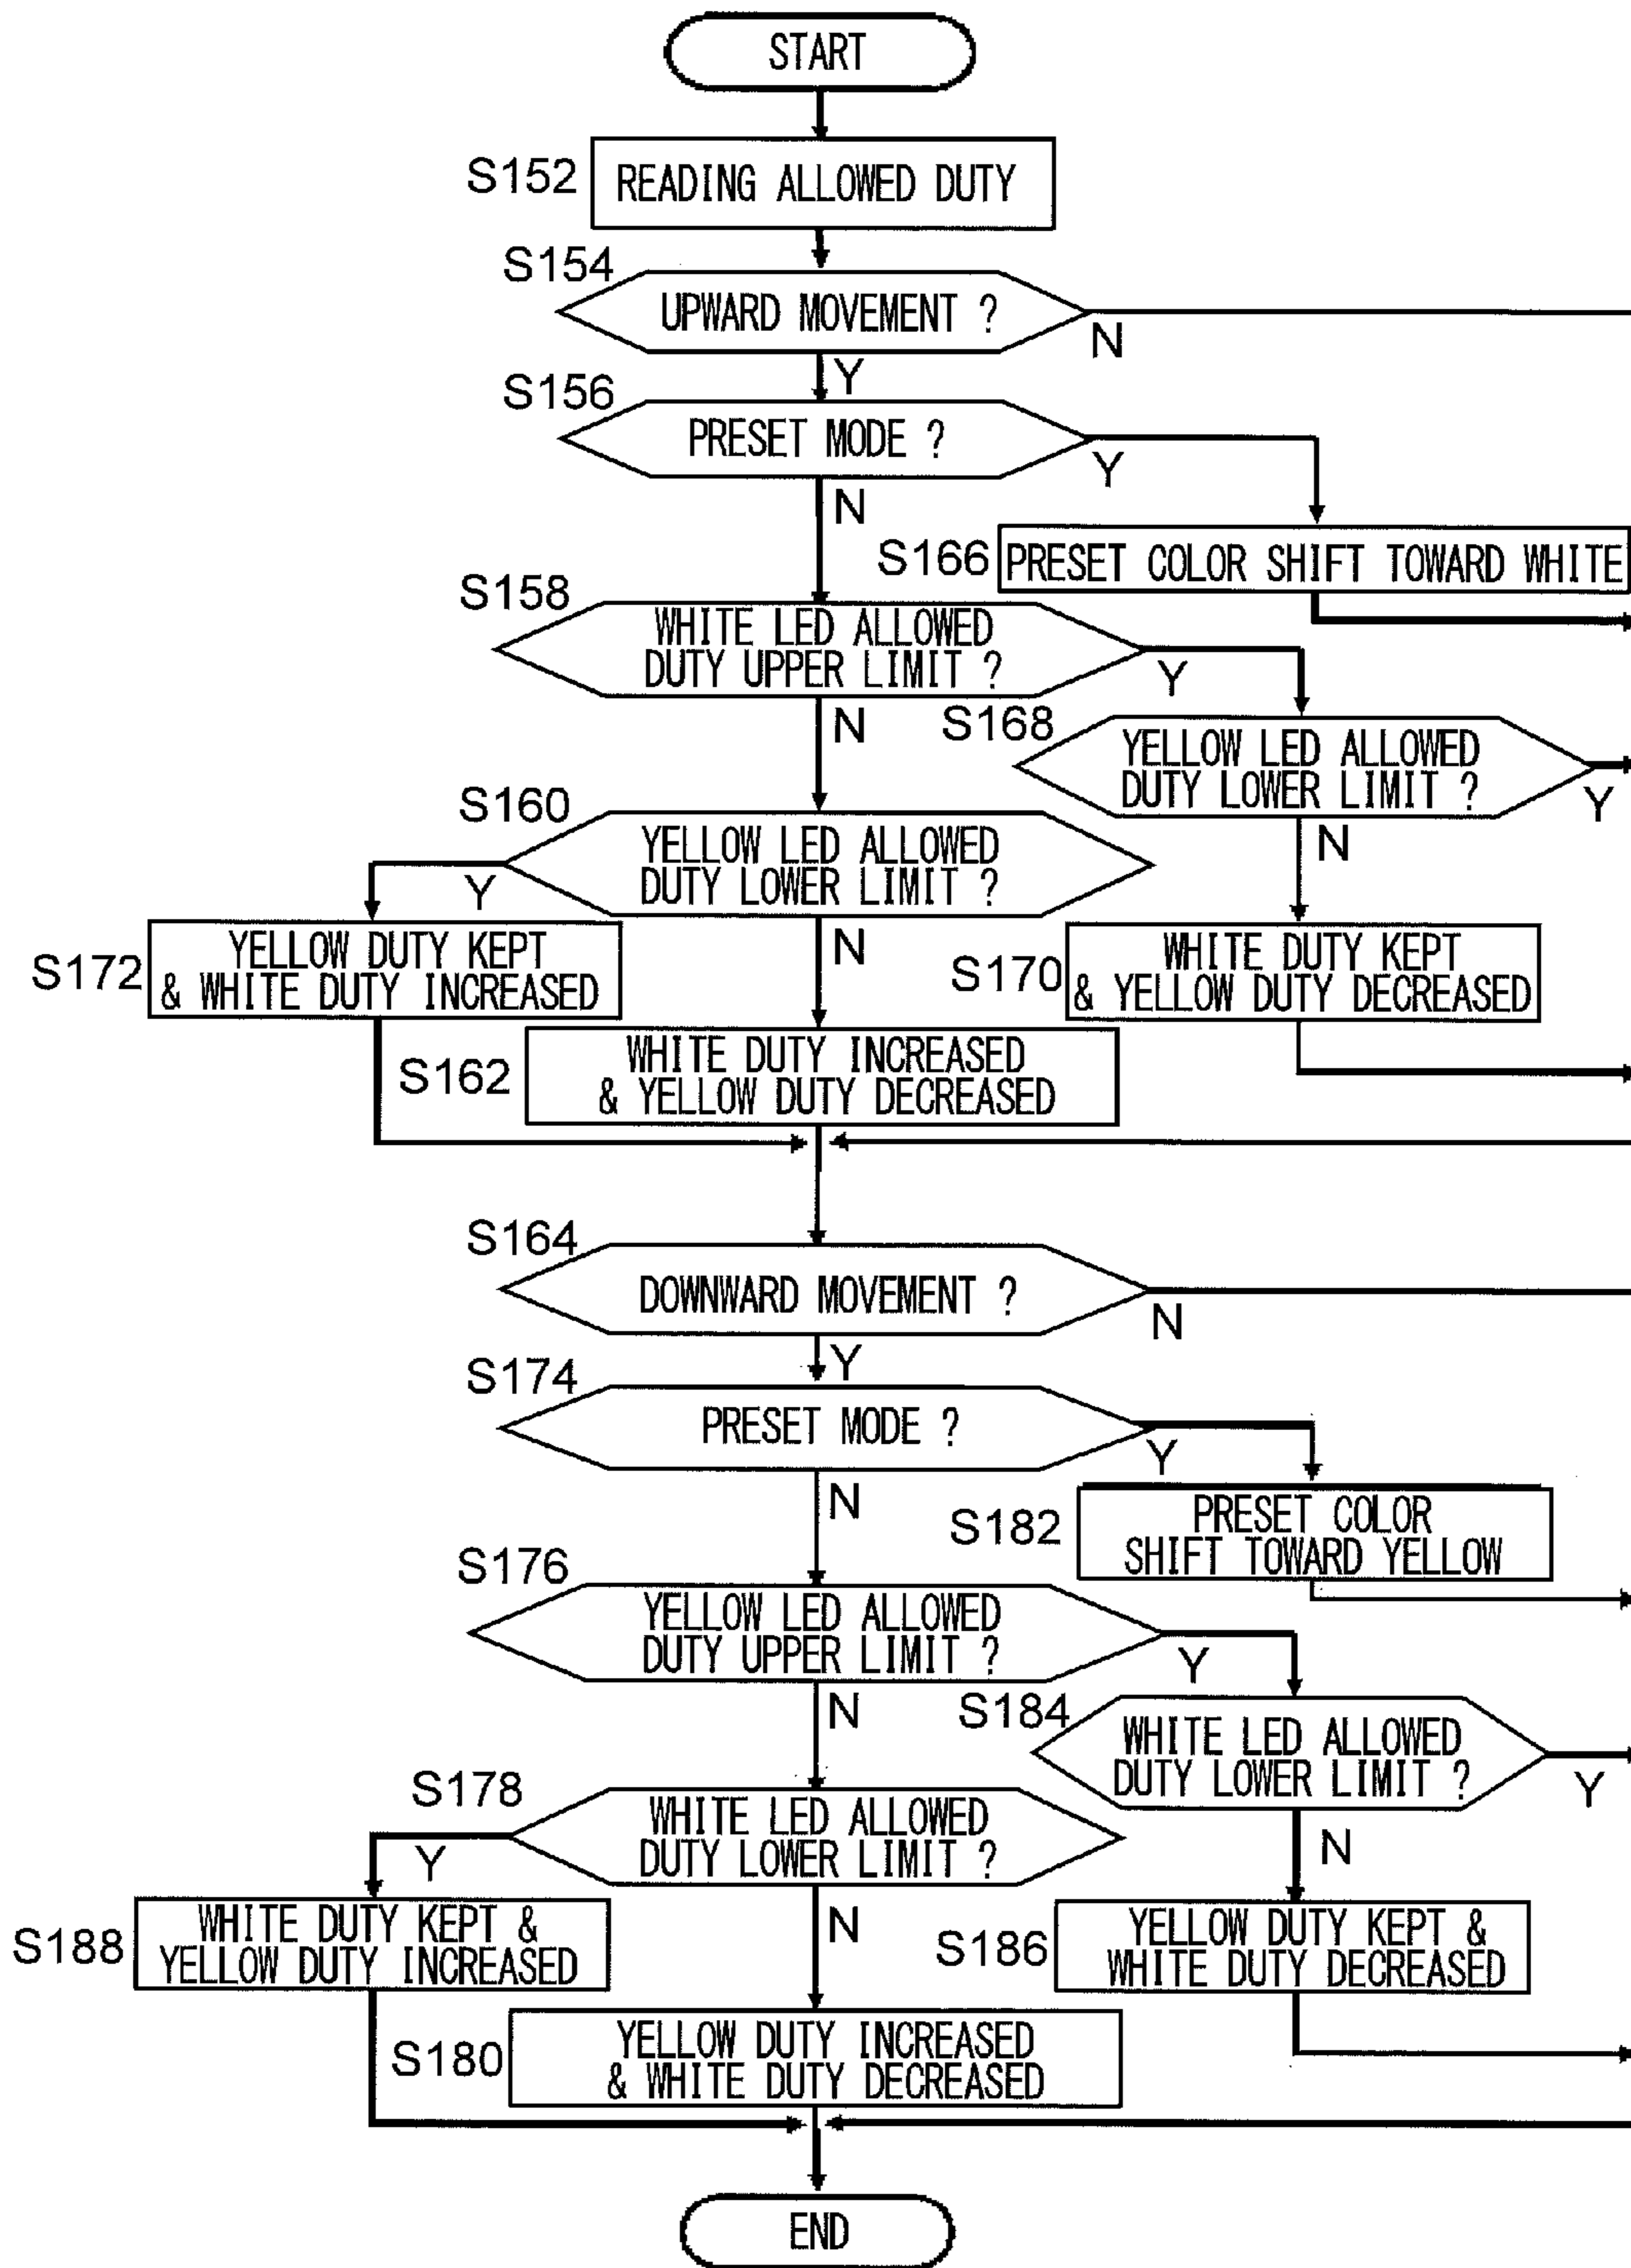 START
S152
READING ALLOWED DUTY
S154
UPWARD MOVEMENT ?
N
Y
S156
PRESET MODE ?
Y
N
S166
PRESET COLOR SHIFT TOWARD WHITE
S158
WHITE LED ALLOWED
DUTY UPPER LIMIT ?
Y
N
S168
YELLOW LED ALLOWED
DUTY LOWER LIMIT ?
Y
N
S160
YELLOW LED ALLOWED
DUTY LOWER LIMIT ?
Y
N
S172
YELLOW DUTY KEPT
& WHITE DUTY INCREASED
S170
WHITE DUTY KEPT
& YELLOW DUTY DECREASED
S162
WHITE DUTY INCREASED
& YELLOW DUTY DECREASED
S164
DOWNWARD MOVEMENT ?
N
Y
S174
PRESET MODE ?
Y
N
S182
PRESET COLOR
SHIFT TOWARD YELLOW
S176
YELLOW LED ALLOWED
DUTY UPPER LIMIT ?
Y
N
S184
WHITE LED ALLOWED
DUTY LOWER LIMIT ?
Y
N
S178
WHITE LED ALLOWED
DUTY LOWER LIMIT ?
Y
N
S188
WHITE DUTY KEPT &
YELLOW DUTY INCREASED
S186
YELLOW DUTY KEPT &
WHITE DUTY DECREASED
S180
YELLOW DUTY INCREASED
& WHITE DUTY DECREASED
END